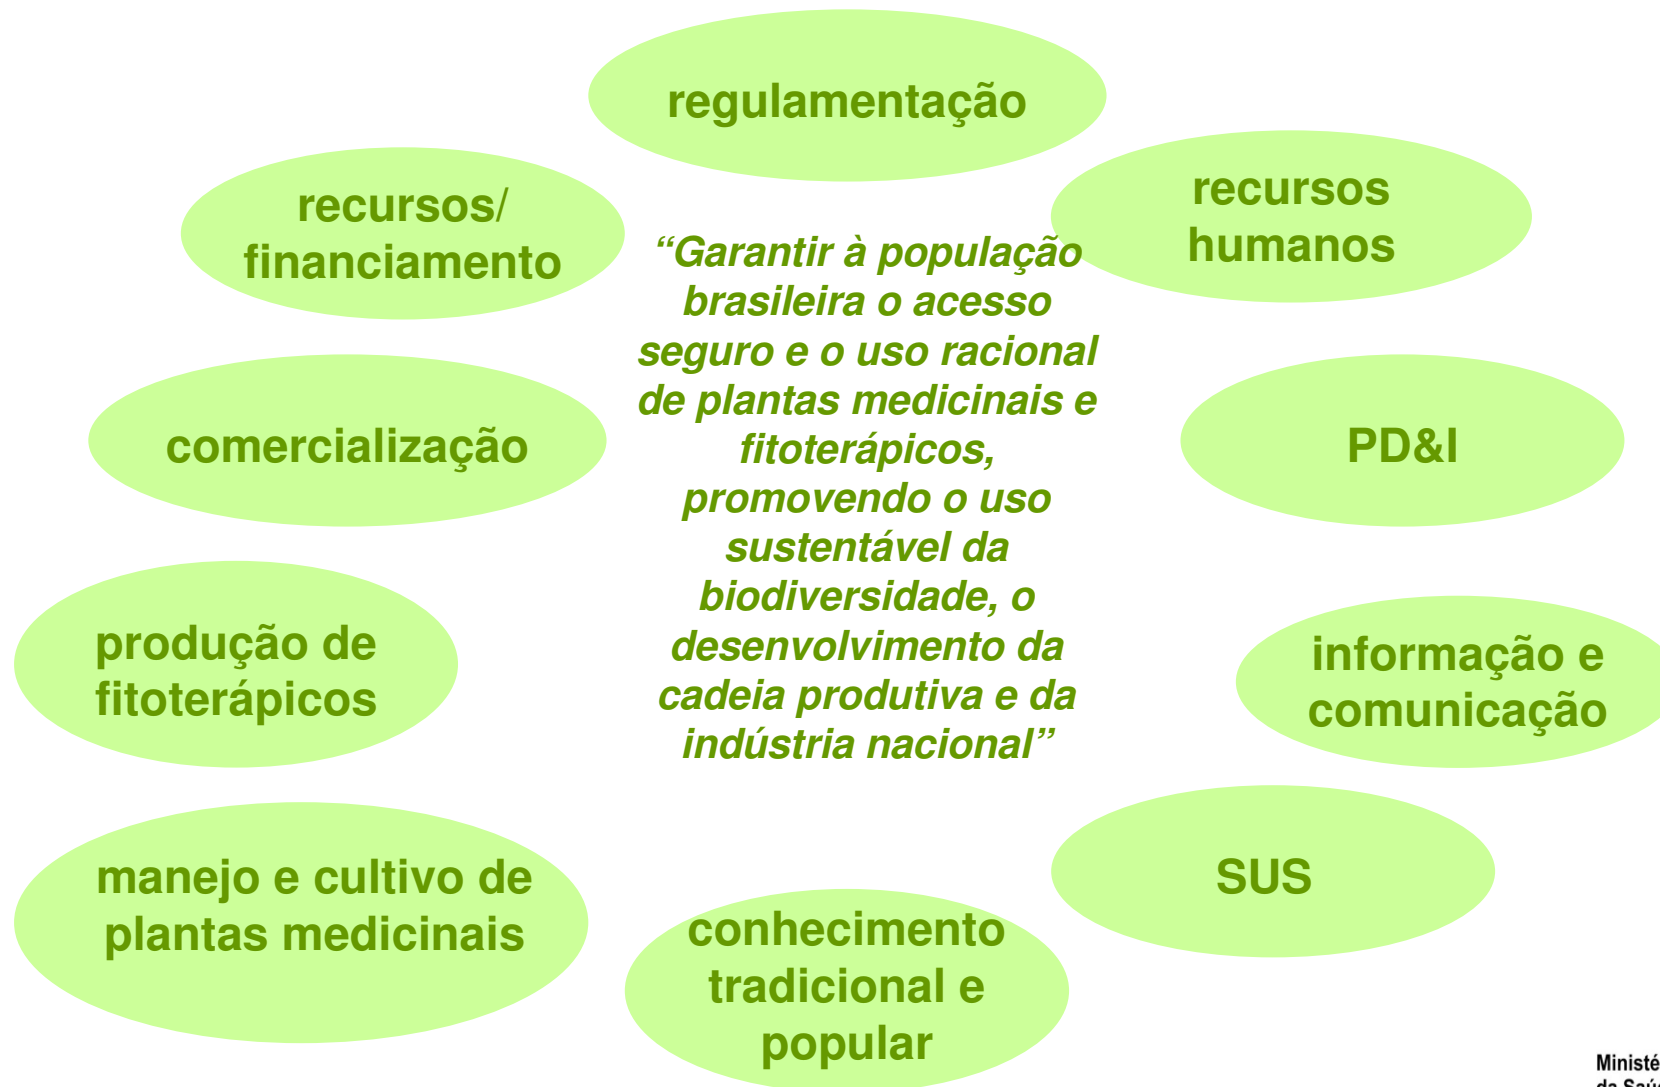 regulamentação
recursos/
financiamento
recursos
humanos
“Garantir à população
brasileira o acesso
seguro e o uso racional
de plantas medicinais e
fitoterápicos,
promovendo o uso
sustentável da
biodiversidade, o
desenvolvimento da
cadeia produtiva e da
indústria nacional”
comercialização
PD&I
produção de
fitoterápicos
informação e
comunicação
manejo e cultivo de
plantas medicinais
SUS
conhecimento
tradicional e
popular
Ministé